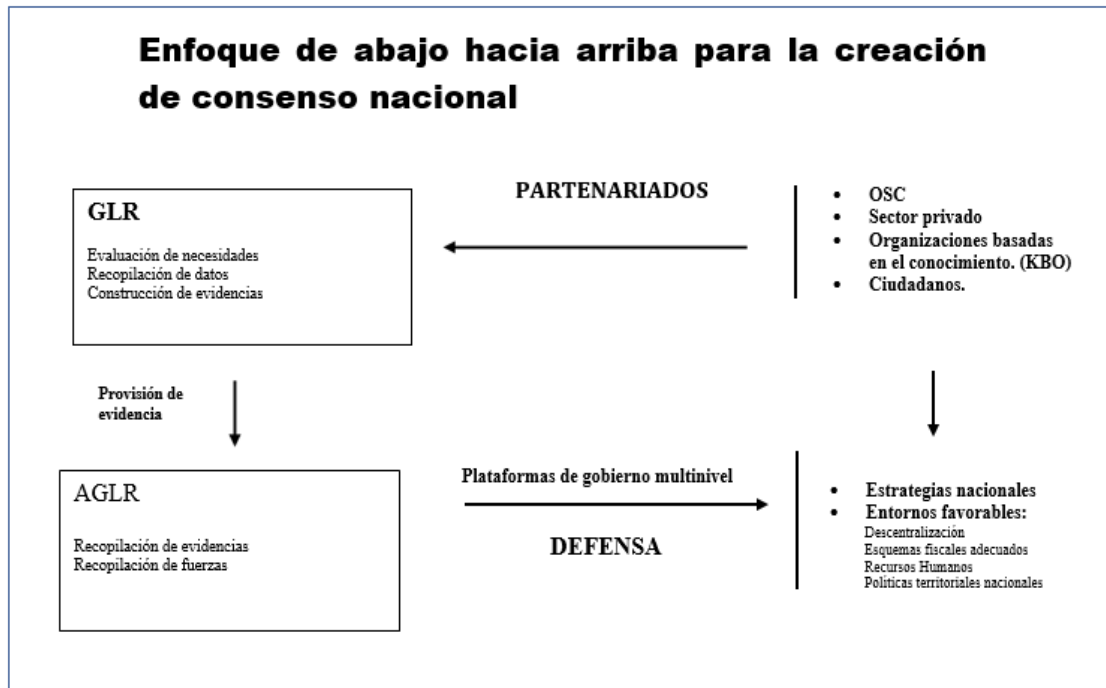 Enfoque de abajo hacia arriba para la creación
de consenso nacional
GLR
Evaluación de necesidades
Recopilación de datos
Construcción de evidencias
PARTENARIADOS
• OSC
• Sector privado
• Organizaciones basadas
en el conocimiento. (KBO)
• Ciudadanos.
Provisión de
evidencia
AGLR
Recopilación de evidencias
Recopilación de fuerzas
Plataformas de gobierno multinivel
DEFENSA
• Estrategias nacionales
• Entornos favorables:
Descentralización
Esquemas fiscales adecuados
Recursos Humanos
Políticas territoriales nacionales